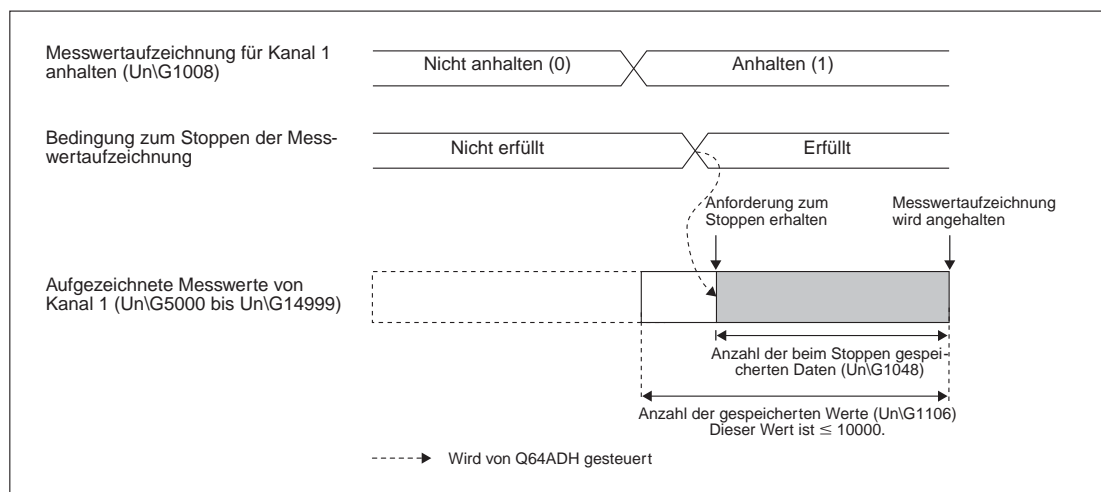 Messwertaufzeichnung für Kanal 1
anhalten (Un\G1008)
Nicht anhalten (0)
Anhalten (1)
Bedingung zum Stoppen der Mess-
wertaufzeichnung
Nicht erfüllt
Erfüllt
Anforderung zum
Stoppen erhalten
Messwertaufzeichnung
wird angehalten
Aufgezeichnete Messwerte von
Kanal 1 (Un\G5000 bis Un\G14999)
Anzahl der beim Stoppen gespei-
cherten Daten (Un\G1048)
Anzahl der gespeicherten Werte (Un\G1106)
Dieser Wert ist ≤ 10000.
Wird von Q64ADH gesteuert